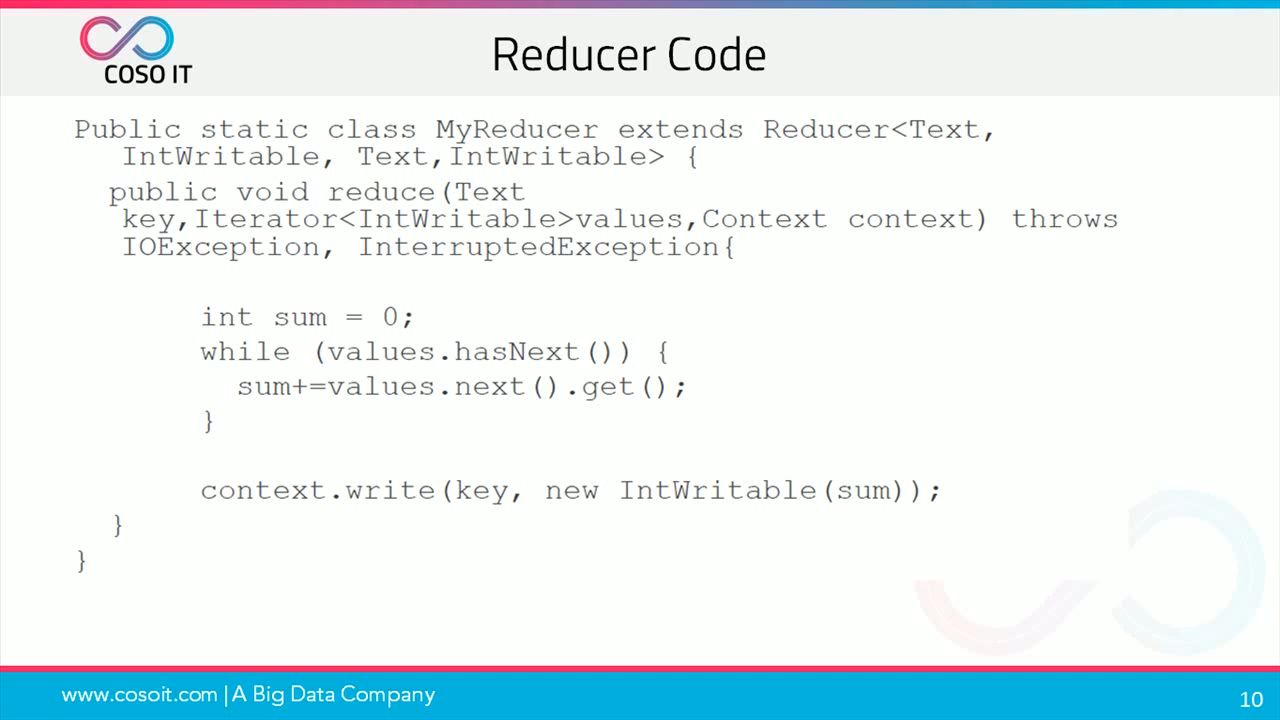 COSO IT
Reducer Code
Public static class MyReducer extends Reducer<Text,
IntWritable, Text,IntWritable> {
public void reduce(Text
key,Iterator<IntWritable>values,Context context) throws
IOException, InterruptedException{
int sum = 0;
while (values.hasNext()) {
sum+=values.next().get();
}
context.write(key, new IntWritable(sum));
}
}
www.cosoit.com | A Big Data Company
10